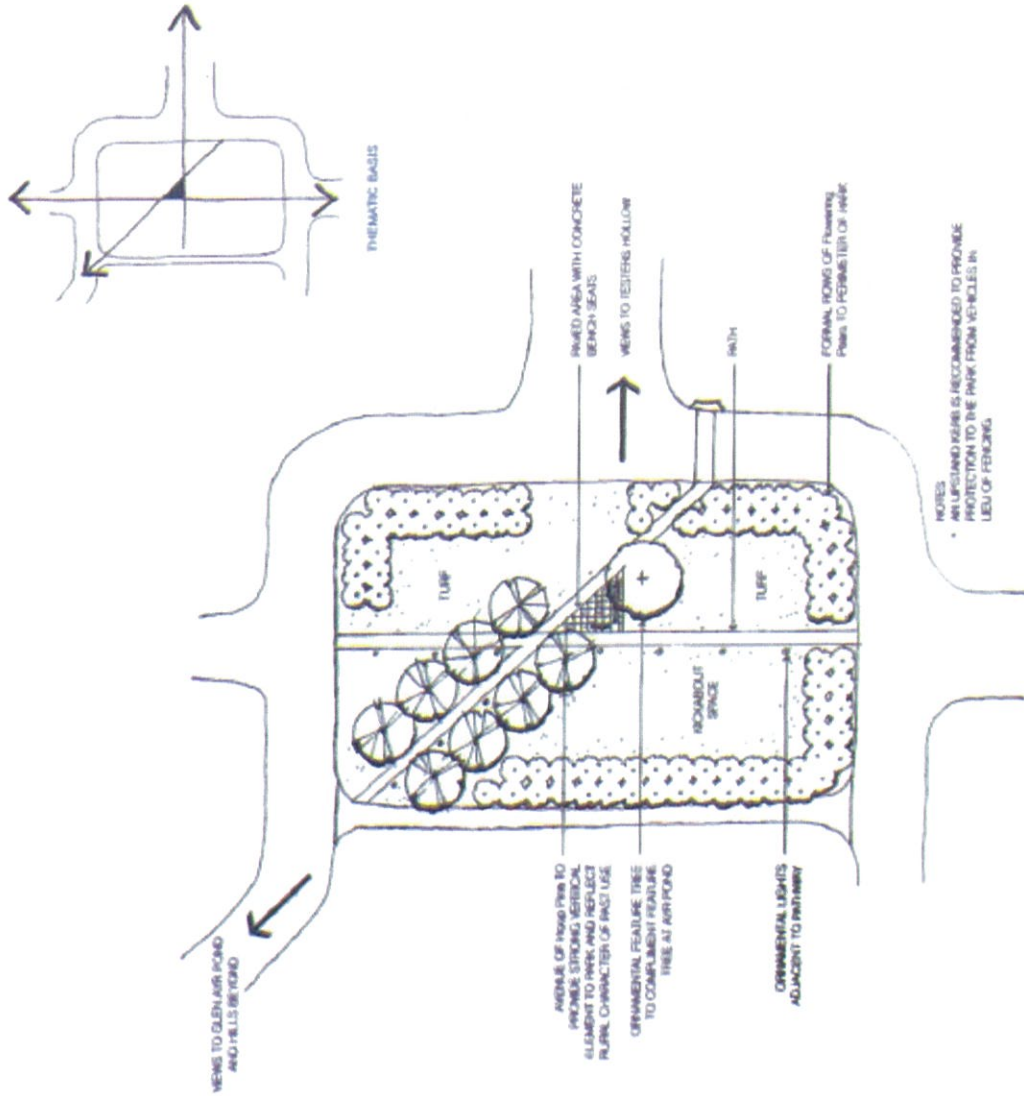 THEMATIC BASIS
PAVED AREA WITH CONCRETE
BENCH SEATS
VIEWS TO TESTERS HOLLOW
PATH
FORMAL ROWS OF Flowering
Pears TO PERIMETER OF PARK
NOTES
• AN UPSTAND KERB IS RECOMMENDED TO PROVIDE
PROTECTION TO THE PARK FROM VEHICLES IN
LIEU OF FENCING
TURF
TURF
KICKABOUT
SPACE
VIEWS TO GLEN AYR POND
AND HILLS BEYOND
AVENUE OF Hoop Pine TO
PROVIDE STRONG VERTICAL
ELEMENT TO PARK AND REFLECT
RURAL CHARACTER OF PAST USE
ORNAMENTAL FEATURE TREE
TO COMPLIMENT FEATURE
TREE AT AYR POND
ORNAMENTAL LIGHTS
ADJACENT TO PATHWAY